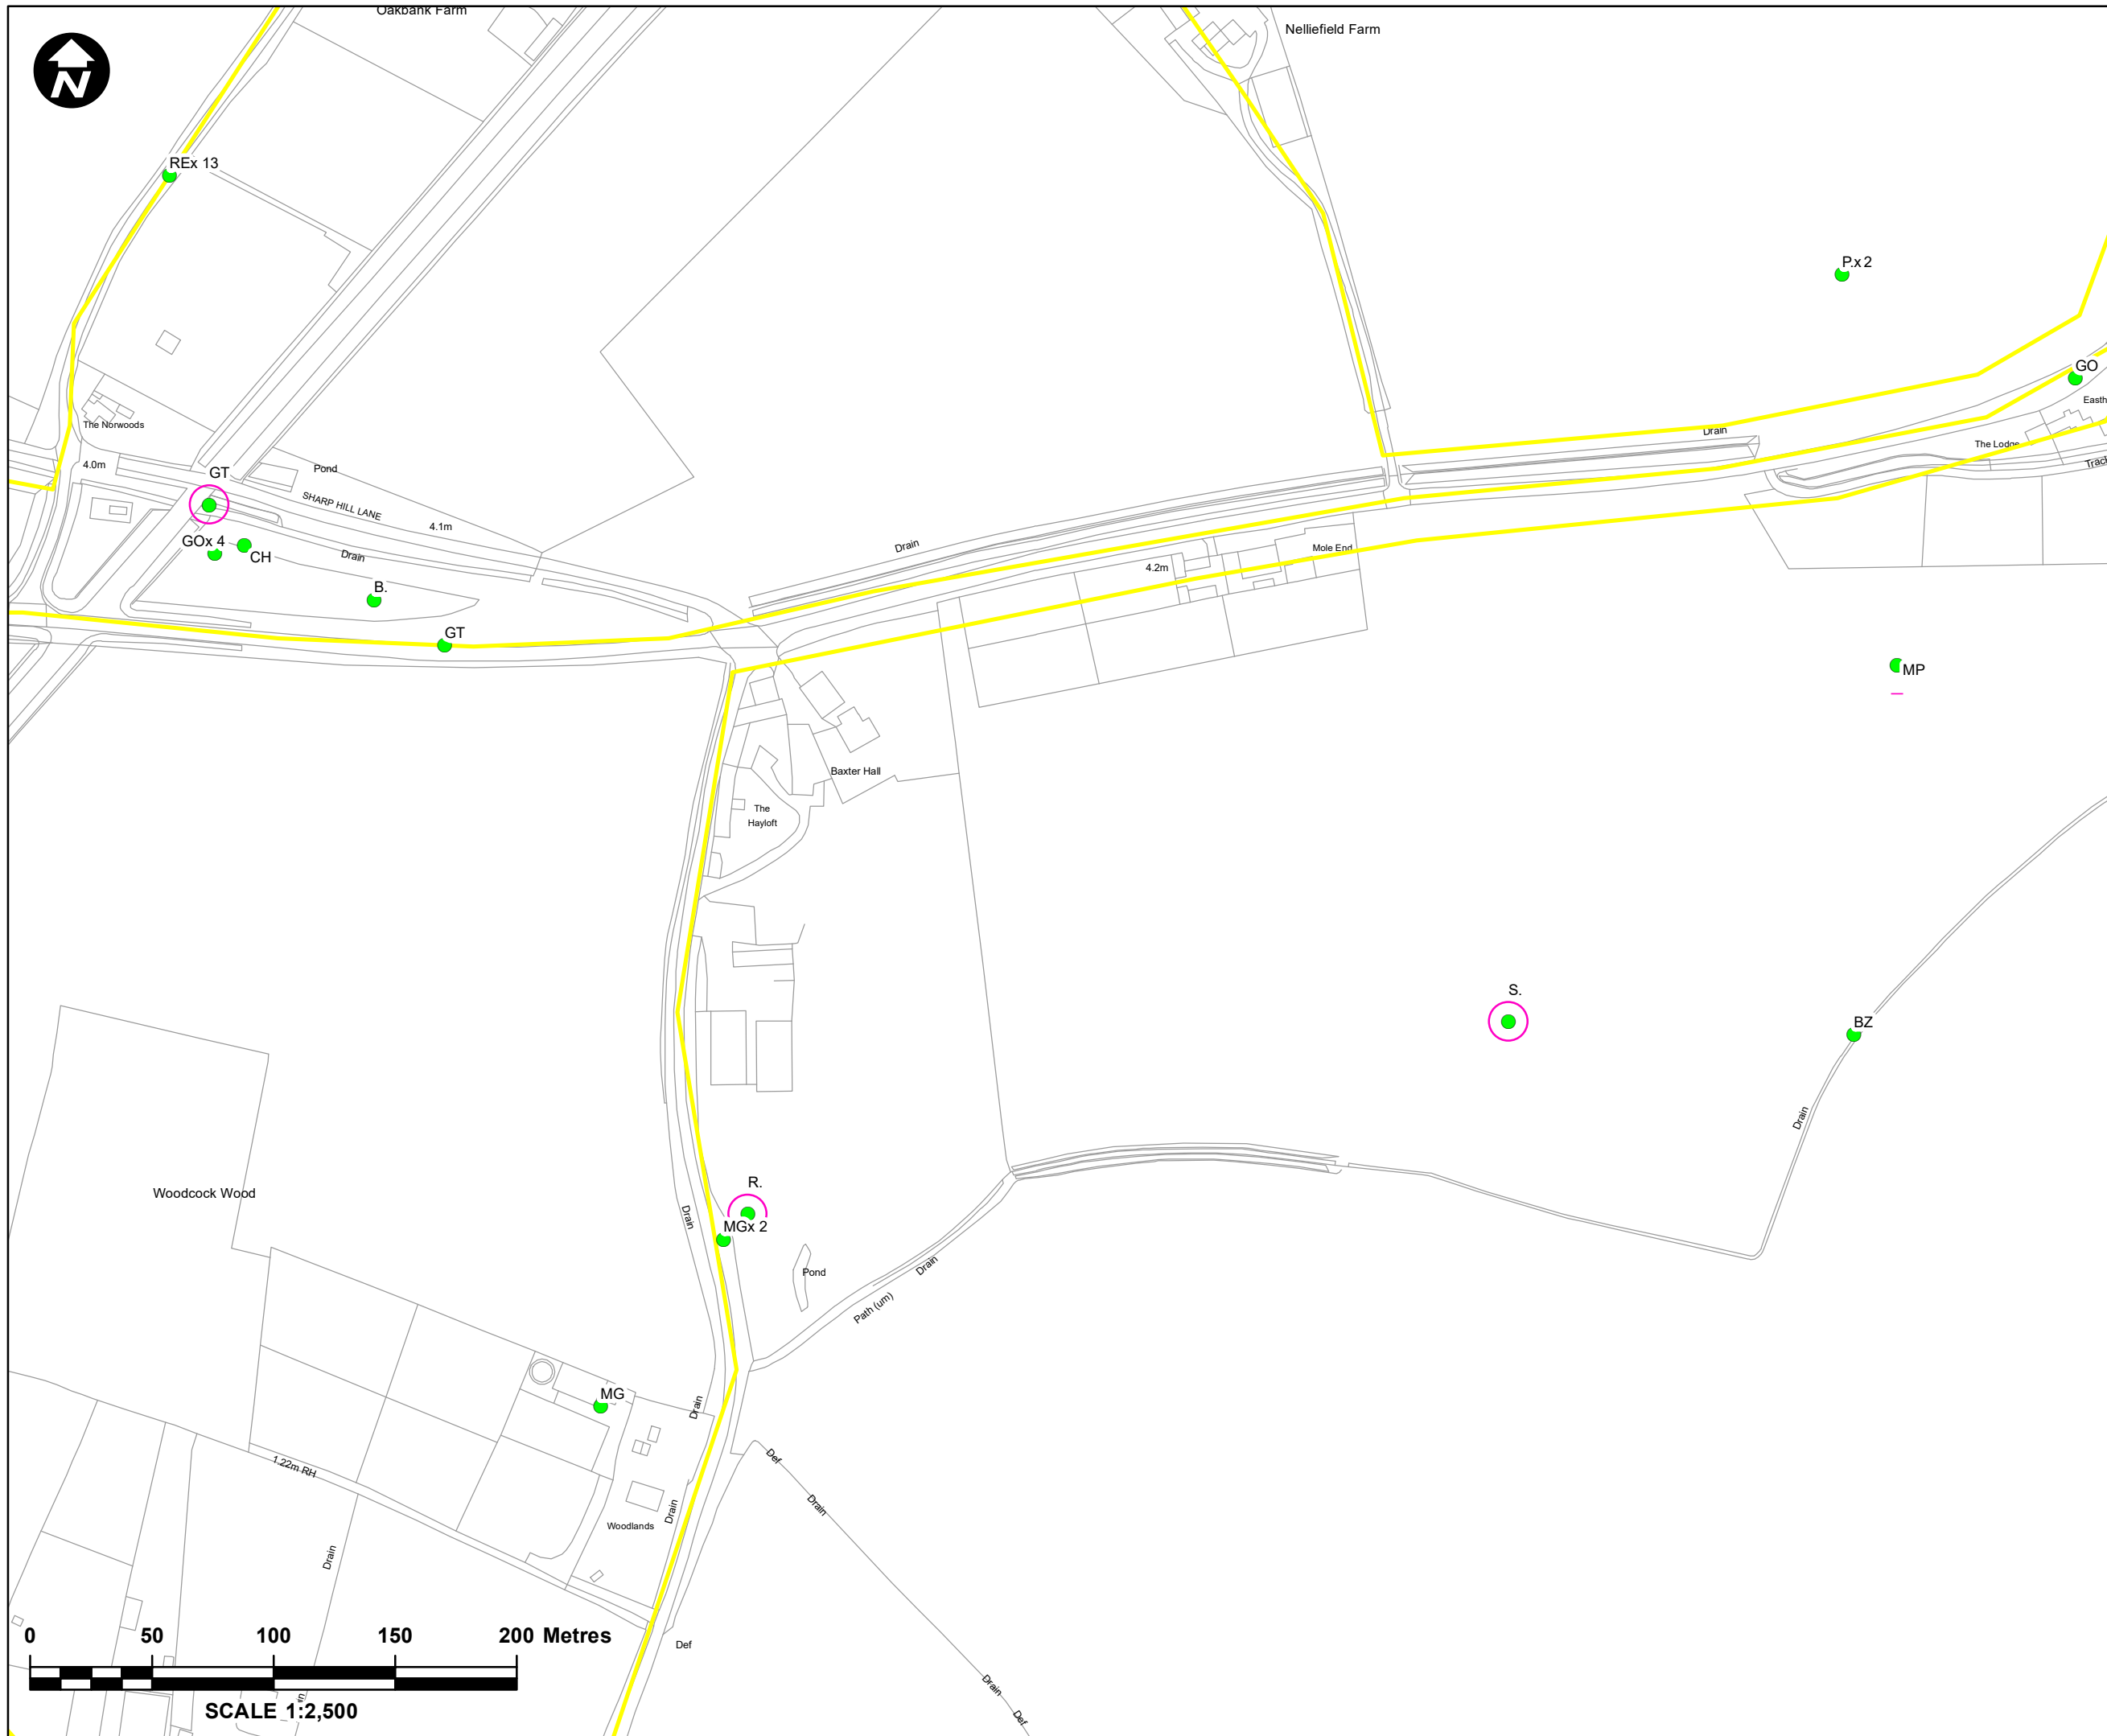 Oakbank Farm
Nelliefield Farm
N
REx 13
P.x 2
GO
Easth
The Norwoods
Drain
The Lodge
Track
4.0m
GT
Pond
SHARP HILL LANE
4.1m
GOx 4
CH
Drain
Drain
Mole End
4.2m
B.
GT
MP
Baxter Hall
The
Hayloft
S.
BZ
Drain
R.
Woodcock Wood
Drain
MGx 2
Pond
Drain
Path (um)
MG
Drain
Def
1.22m RH
Drain
Drain
Woodlands
Drain
Def
Drain
Def
0 50 100 150 200 Metres
SCALE 1:2,500